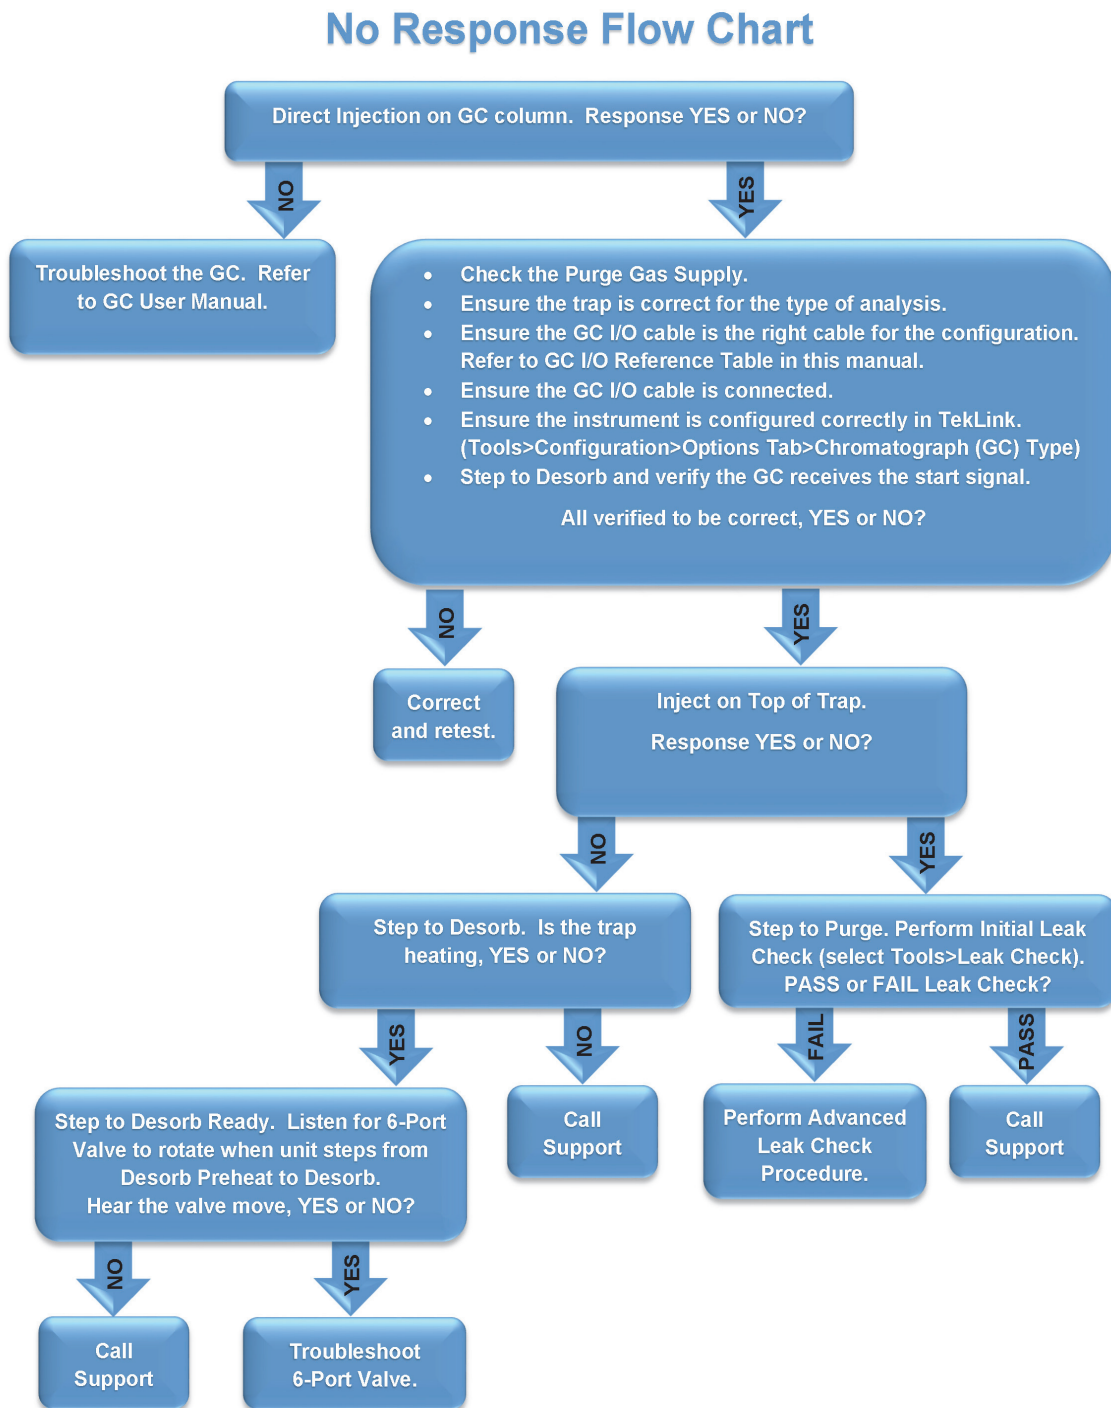 No Response Flow Chart
Direct Injection on GC column. Response YES or NO?
NO
YES
Troubleshoot the GC. Refer
to GC User Manual.
• Check the Purge Gas Supply.
• Ensure the trap is correct for the type of analysis.
• Ensure the GC I/O cable is the right cable for the configuration.
Refer to GC I/O Reference Table in this manual.
• Ensure the GC I/O cable is connected.
• Ensure the instrument is configured correctly in TekLink.
(Tools>Configuration>Options Tab>Chromatograph (GC) Type)
• Step to Desorb and verify the GC receives the start signal.
All verified to be correct, YES or NO?
NO
YES
Correct
and retest.
Inject on Top of Trap.
Response YES or NO?
NO
YES
Step to Desorb. Is the trap
heating, YES or NO?
Step to Purge. Perform Initial Leak
Check (select Tools>Leak Check).
PASS or FAIL Leak Check?
YES
NO
FAIL
PASS
Step to Desorb Ready. Listen for 6-Port
Valve to rotate when unit steps from
Desorb Preheat to Desorb.
Hear the valve move, YES or NO?
Call
Support
Perform Advanced
Leak Check
Procedure.
Call
Support
NO
YES
Call
Support
Troubleshoot
6-Port Valve.